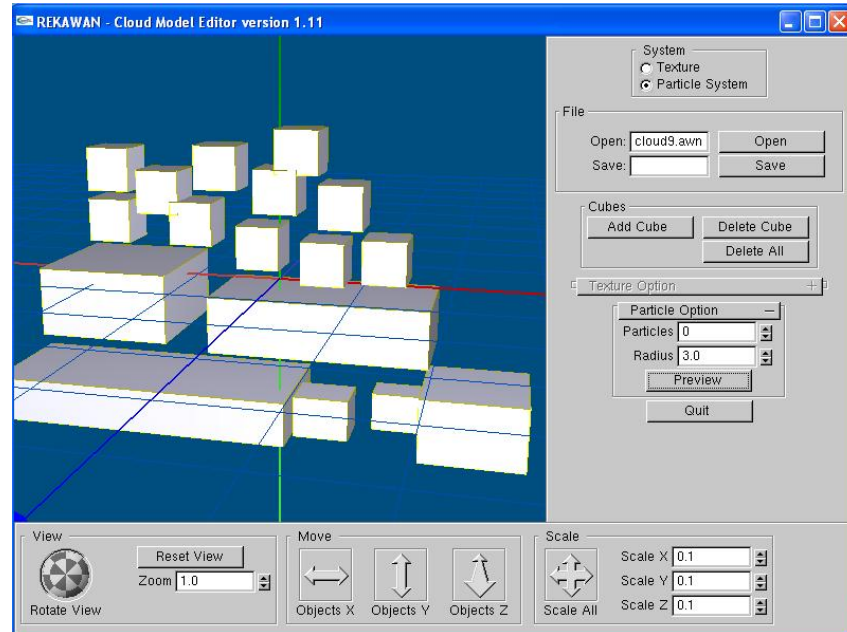 REKAWAN - Cloud Model Editor version 1.11
System
Texture
Particle System
File
Open: cloud9.awn Open
Save: Save
Cubes
Add Cube Delete Cube
Delete All
Texture Option +
Particle Option -
Particles 0
Radius 3.0
Preview
Quit
View
Reset View
Zoom 1.0
Rotate View
Move
Objects X Objects Y Objects Z
Scale
Scale All
Scale X 0.1
Scale Y 0.1
Scale Z 0.1